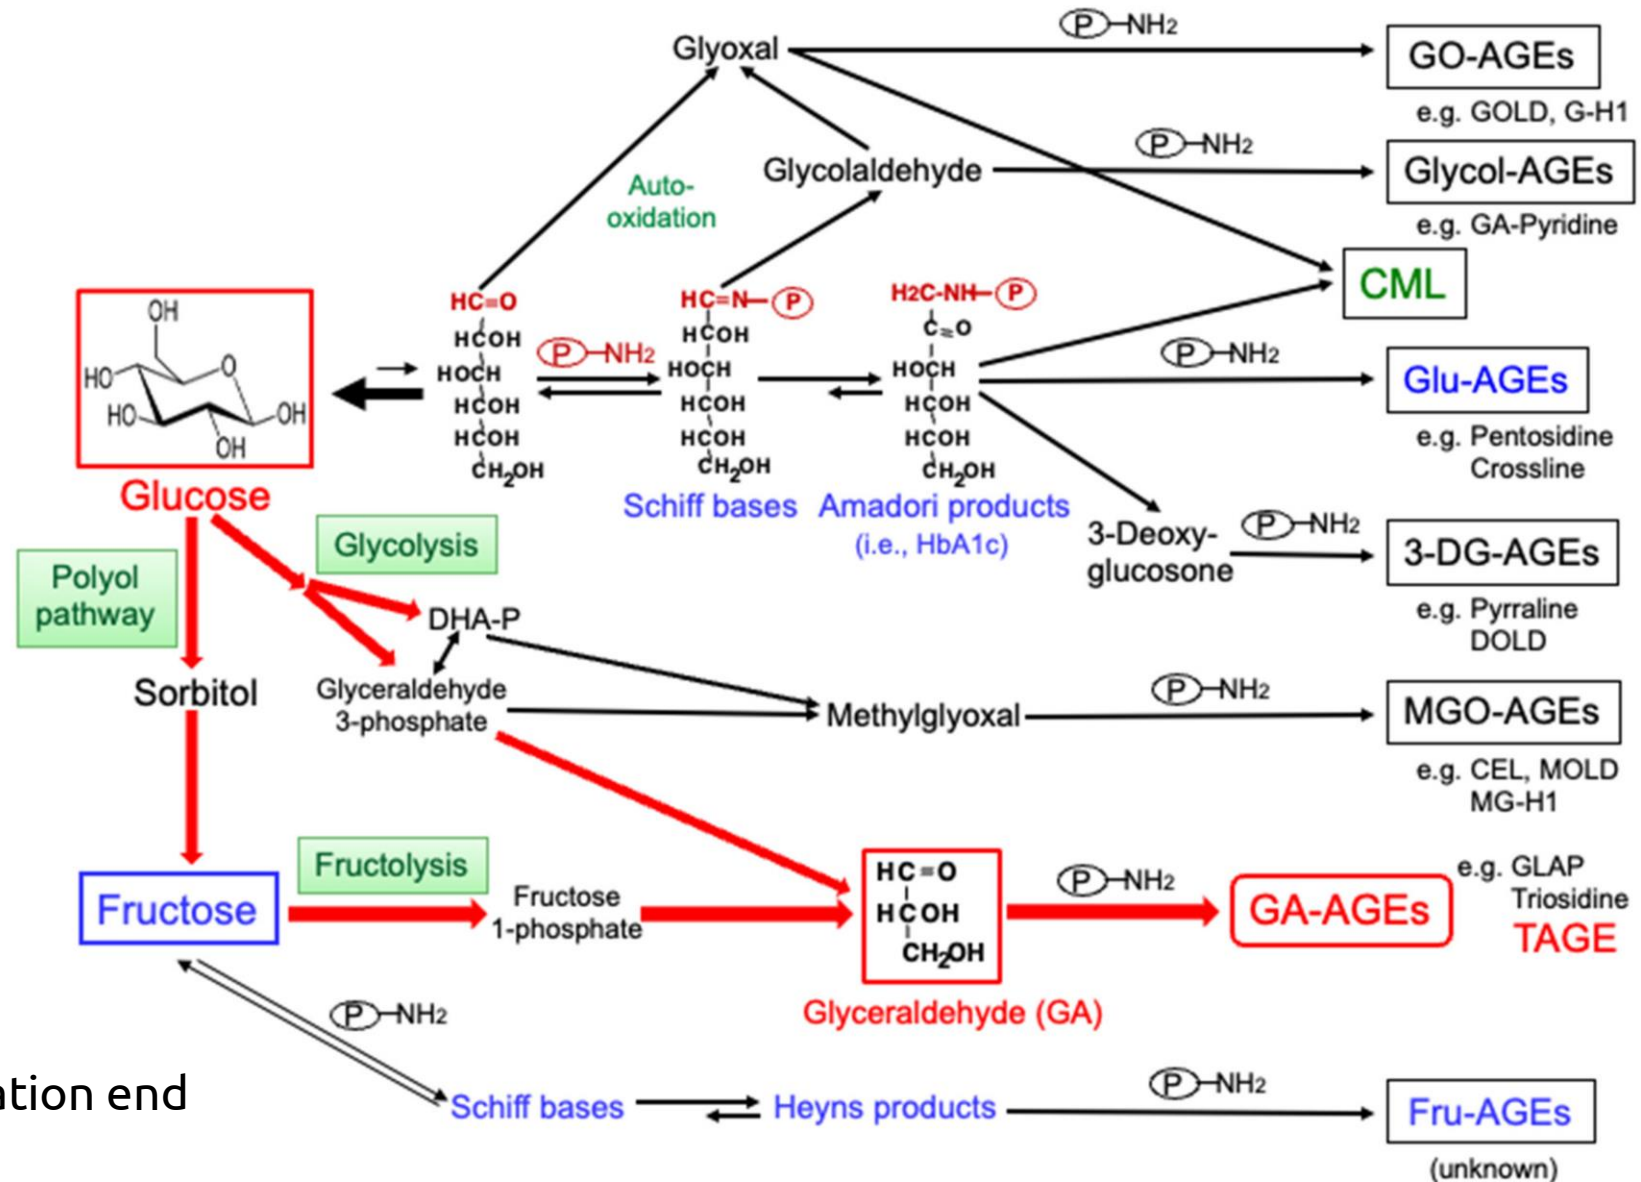 Glyoxal
P-NH2
GO-AGEs
e.g. GOLD, G-H1
Glycolaldehyde
P-NH2
Glycol-AGEs
e.g. GA-Pyridine
Auto-
oxidation
CML
OH
HO
O
HO
OH
OH
Glucose
HC=O
HCOH
HOCH
HCOH
HCOH
CH2OH
P-NH2
HC=N-P
HCOH
HOCH
HCOH
HCOH
CH2OH
Schiff bases
H2C-NH-P
C=O
HOCH
HCOH
HCOH
CH2OH
Amadori products
(i.e., HbA1c)
P-NH2
Glu-AGEs
e.g. Pentosidine
Crossline
3-Deoxy-
glucosone
P-NH2
3-DG-AGEs
e.g. Pyrraline
DOLD
Polyol
pathway
Glycolysis
DHA-P
Sorbitol
Glyceraldehyde
3-phosphate
Methylglyoxal
P-NH2
MGO-AGEs
e.g. CEL, MOLD
MG-H1
Fructose
Fructolysis
Fructose
1-phosphate
HC=O
HCOH
CH2OH
Glyceraldehyde (GA)
P-NH2
GA-AGEs
e.g. GLAP
Triosidine
TAGE
P-NH2
ation end
Schiff bases
Heyns products
P-NH2
Fru-AGEs
(unknown)